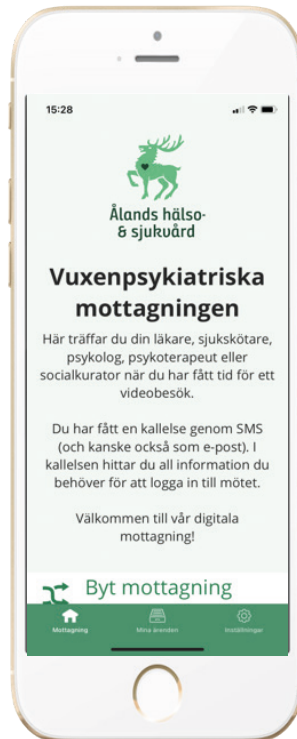 15:28
Ålands hälso-
& sjukvård
Vuxenpsykiatriska
mottagningen
Här träffar du din läkare, sjukskötare,
psykolog, psykoterapeut eller
socialkurator när du har fått tid för ett
videobesök.
Du har fått en kallelse genom SMS
(och kanske också som e-post). I
kallelsen hittar du all information du
behöver för att logga in till mötet.
Välkommen till vår digitala
mottagning!
Byt mottagning
Mottagning Mina ärenden Inställningar